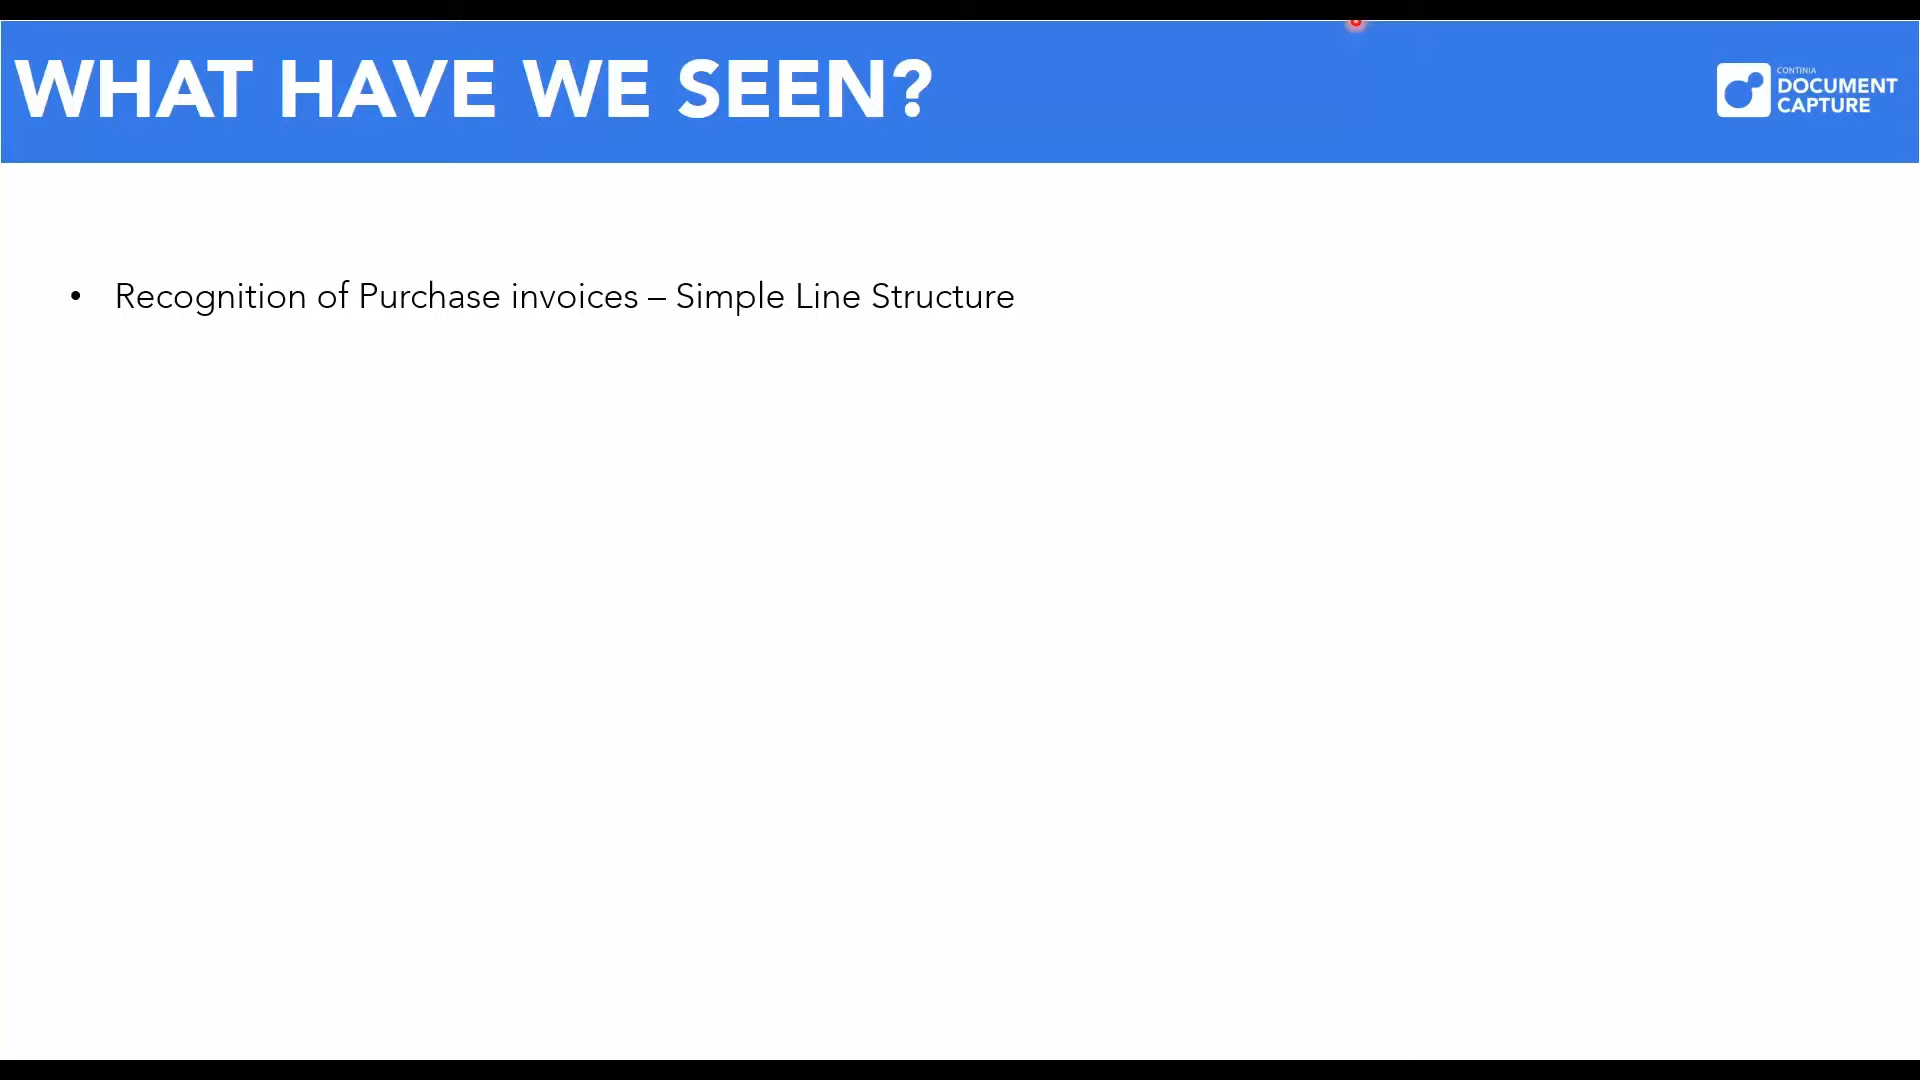 WHAT HAVE WE SEEN?
CONTINIA
DOCUMENT
CAPTURE
• Recognition of Purchase invoices – Simple Line Structure